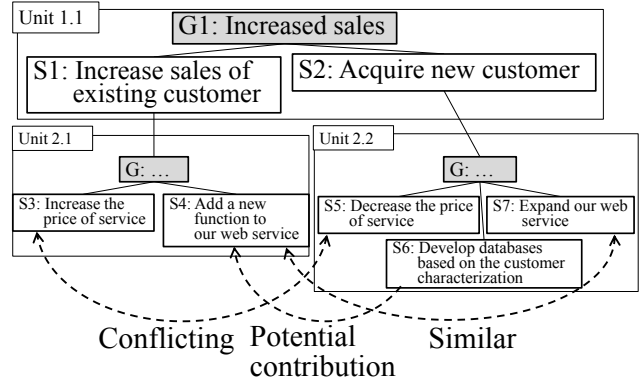 Unit 1.1
G1: Increased sales
S1: Increase sales of
existing customer
S2: Acquire new customer
Unit 2.1
G: …
S3: Increase the
price of service
S4: Add a new
function to
our web service
Unit 2.2
G: …
S5: Decrease the price
of service
S7: Expand our web
service
S6: Develop databases
based on the customer
characterization
Conflicting
Potential
contribution
Similar